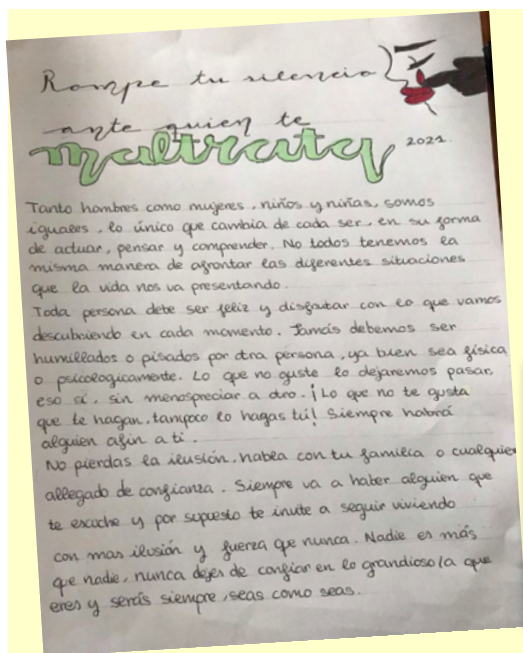 Rompe tu silencio
ante quien te
maltrata
2021.
Tanto hombres como mujeres, niños y niñas, somos
iguales, lo único que cambia de cada ser, en su forma
de actuar, pensar y comprender. No todos tenemos la
misma manera de afrontar las diferentes situaciones
que la vida nos va presentando.
Toda persona debe ser feliz y disfrutar con lo que vamos
descubriendo en cada momento. Jamás debemos ser
humillados o pisados por otra persona, ya bien sea física
o psicologicamente. Lo que no guste lo dejaremos pasar,
eso sí, sin menospreciar a otro. ¡Lo que no te gusta
que te hagan, tampoco lo hagas tú! Siempre habrá
alguien afín a ti.
No pierdas la ilusión, habla con tu familia o cualquier
allegado de confianza. Siempre va a haber alguien que
te escuche y por supuesto te invite a seguir viviendo
con mas ilusión y fuerza que nunca. Nadie es más
que nadie, nunca dejes de confiar en lo grandioso/a que
eres y serás siempre, seas como seas.